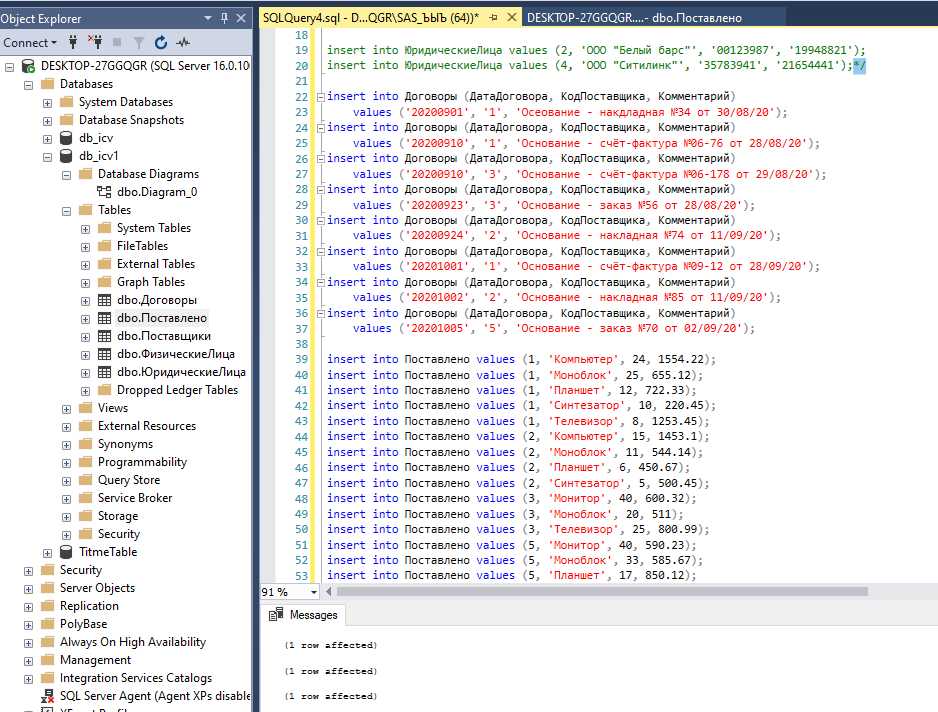 Object Explorer
Connect
DESKTOP-27GGQGR (SQL Server 16.0.100
Databases
System Databases
Database Snapshots
db_icv
db_icv1
Database Diagrams
dbo.Diagram_0
Tables
System Tables
FileTables
External Tables
Graph Tables
dbo.Договоры
dbo.Поставлено
dbo.Поставщики
dbo.ФизическиеЛица
dbo.ЮридическиеЛица
Dropped Ledger Tables
Views
External Resources
Synonyms
Programmability
Query Store
Service Broker
Storage
Security
TitmeTable
Security
Server Objects
Replication
PolyBase
Always On High Availability
Management
Integration Services Catalogs
SQL Server Agent (Agent XPs disable
SQLQuery4.sql - D...QGR\SAS_ЪЫЬ (64))*
DESKTOP-27GGQGR....- dbo.Поставлено
18
19 insert into ЮридическиеЛица values (2, 'ООО "Белый барс"', '00123987', '19948821');
20 insert into ЮридическиеЛица values (4, 'ООО "Ситилинк"', '35783941', '21654441');*/
21
22 insert into Договоры (ДатаДоговора, КодПоставщика, Комментарий)
23 values ('20200901', '1', 'Осеование - накдладная №34 от 30/08/20');
24 insert into Договоры (ДатаДоговора, КодПоставщика, Комментарий)
25 values ('20200910', '1', 'Основание - счёт-фактура №06-76 от 28/08/20');
26 insert into Договоры (ДатаДоговора, КодПоставщика, Комментарий)
27 values ('20200910', '3', 'Основание - счёт-фактура №06-178 от 29/08/20');
28 insert into Договоры (ДатаДоговора, КодПоставщика, Комментарий)
29 values ('20200923', '3', 'Основание - заказ №56 от 28/08/20');
30 insert into Договоры (ДатаДоговора, КодПоставщика, Комментарий)
31 values ('20200924', '2', 'Основание - накладная №74 от 11/09/20');
32 insert into Договоры (ДатаДоговора, КодПоставщика, Комментарий)
33 values ('20201001', '1', 'Основание - счёт-фактура №09-12 от 28/09/20');
34 insert into Договоры (ДатаДоговора, КодПоставщика, Комментарий)
35 values ('20201002', '2', 'Основание - накладная №85 от 11/09/20');
36 insert into Договоры (ДатаДоговора, КодПоставщика, Комментарий)
37 values ('20201005', '5', 'Основание - заказ №70 от 02/09/20');
38
39 insert into Поставлено values (1, 'Компьютер', 24, 1554.22);
40 insert into Поставлено values (1, 'Моноблок', 25, 655.12);
41 insert into Поставлено values (1, 'Планшет', 12, 722.33);
42 insert into Поставлено values (1, 'Синтезатор', 10, 220.45);
43 insert into Поставлено values (1, 'Телевизор', 8, 1253.45);
44 insert into Поставлено values (2, 'Компьютер', 15, 1453.1);
45 insert into Поставлено values (2, 'Моноблок', 11, 544.14);
46 insert into Поставлено values (2, 'Планшет', 6, 450.67);
47 insert into Поставлено values (2, 'Синтезатор', 5, 500.45);
48 insert into Поставлено values (3, 'Монитор', 40, 600.32);
49 insert into Поставлено values (3, 'Моноблок', 20, 511);
50 insert into Поставлено values (3, 'Телевизор', 25, 800.99);
51 insert into Поставлено values (5, 'Монитор', 40, 590.23);
52 insert into Поставлено values (5, 'Моноблок', 33, 585.67);
53 insert into Поставлено values (5, 'Планшет', 17, 850.12);
91 %
Messages
(1 row affected)
(1 row affected)
(1 row affected)